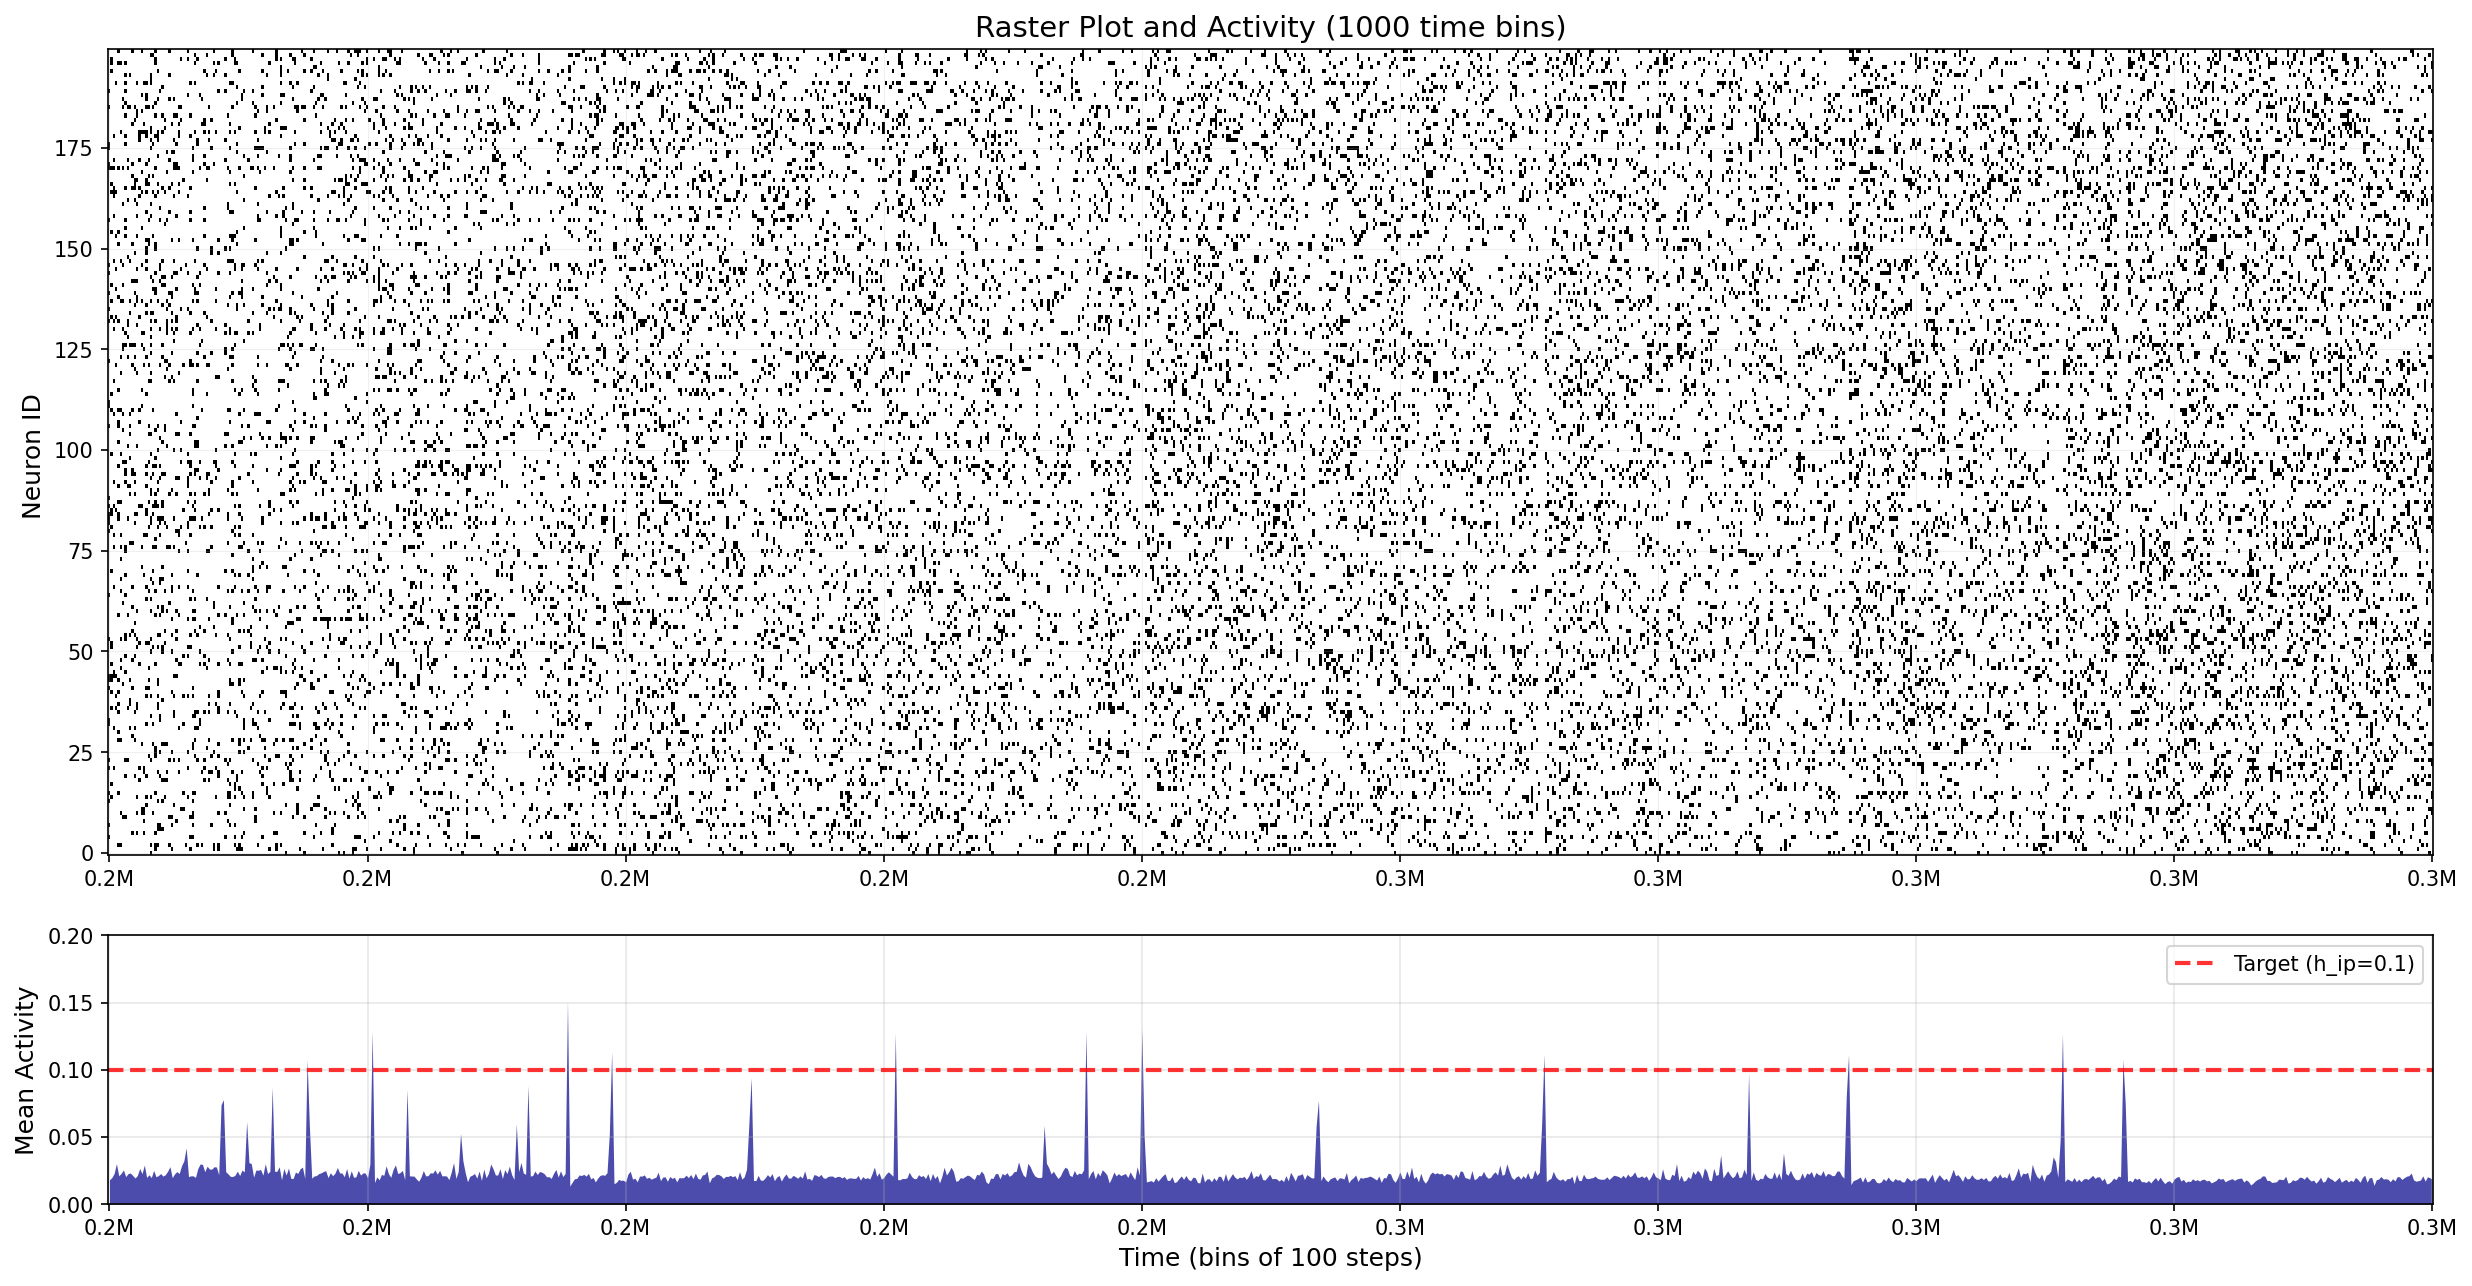 Raster Plot and Activity (1000 time bins)
Neuron ID
175
150
125
100
75
50
25
0
0.2M 0.2M 0.2M 0.2M 0.2M 0.3M 0.3M 0.3M 0.3M 0.3M
Mean Activity
0.20
0.15
0.10
0.05
0.00
Target (h_ip=0.1)
0.2M 0.2M 0.2M 0.2M 0.2M 0.3M 0.3M 0.3M 0.3M 0.3M
Time (bins of 100 steps)